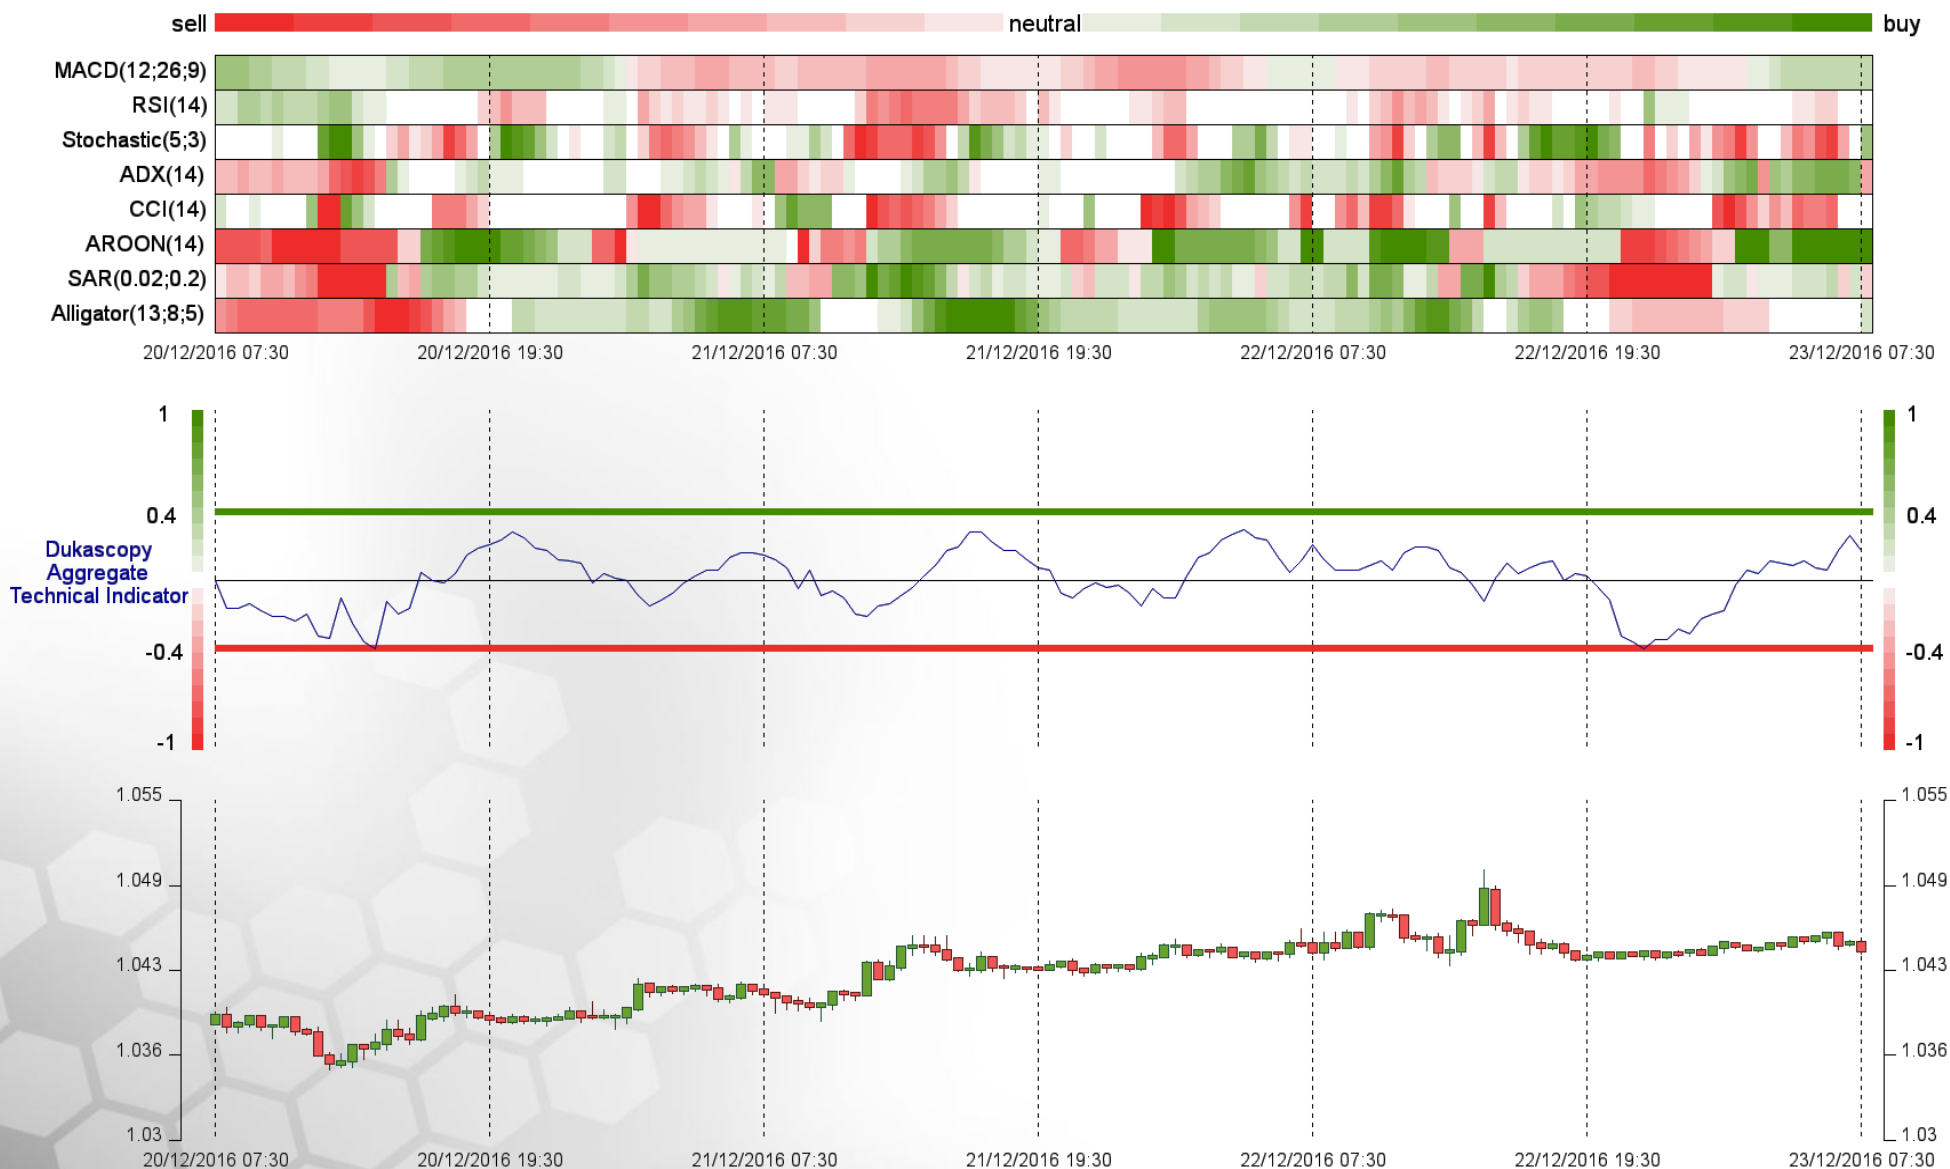 sell neutral buy
MACD(12;26;9)
RSI(14)
Stochastic(5;3)
ADX(14)
CCI(14)
AROON(14)
SAR(0.02;0.2)
Alligator(13;8;5)
20/12/2016 07:30 20/12/2016 19:30 21/12/2016 07:30 21/12/2016 19:30 22/12/2016 07:30 22/12/2016 19:30 23/12/2016 07:30
1 1
0.4 0.4
Dukascopy
Aggregate
Technical Indicator
-0.4 -0.4
-1 -1
1.055 1.055
1.049 1.049
1.043 1.043
1.036 1.036
1.03 1.03
20/12/2016 07:30 20/12/2016 19:30 21/12/2016 07:30 21/12/2016 19:30 22/12/2016 07:30 22/12/2016 19:30 23/12/2016 07:30